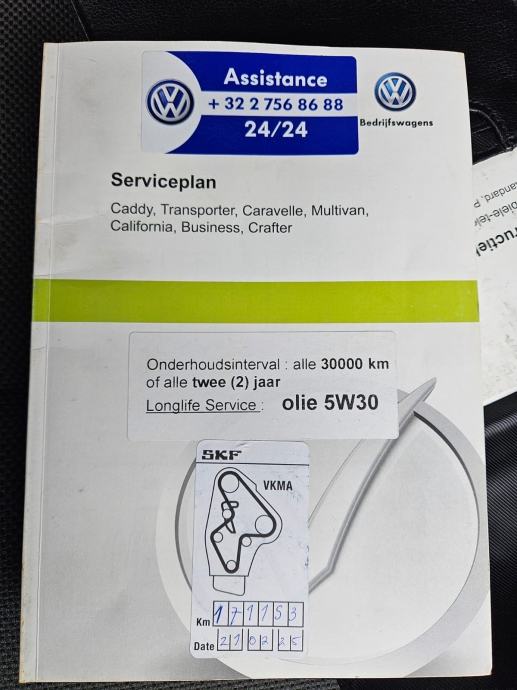 Assistance
+ 32 2 756 86 88
24/24
Bedrijfswagens
Serviceplan
Caddy, Transporter, Caravelle, Multivan,
California, Business, Crafter
Onderhoudsinterval : alle 30000 km
of alle twee (2) jaar
Longlife Service : olie 5W30
SKF
VKMA
Km 171153
Date 21 02 25